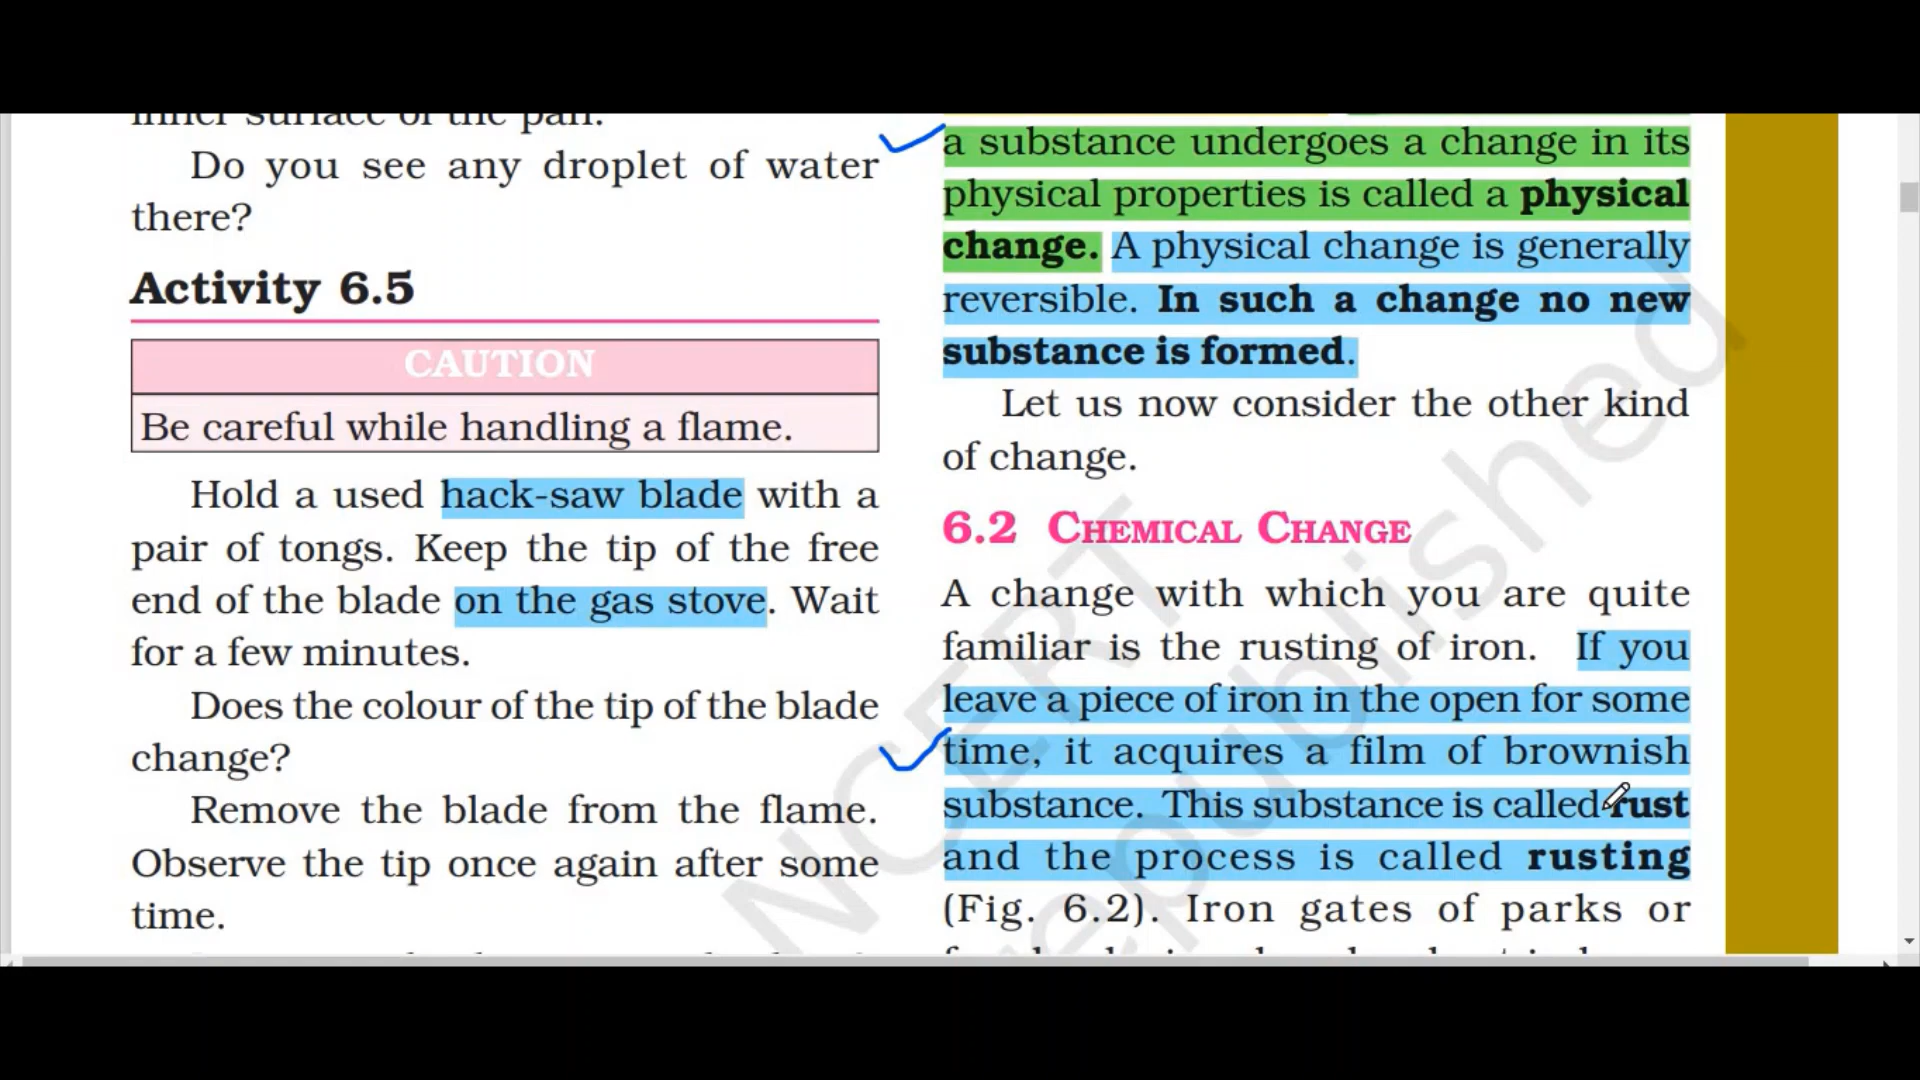 inner surface of the pan.
Do you see any droplet of water
there?
Activity 6.5
CAUTION
Be careful while handling a flame.
Hold a used hack-saw blade with a
pair of tongs. Keep the tip of the free
end of the blade on the gas stove. Wait
for a few minutes.
Does the colour of the tip of the blade
change?
Remove the blade from the flame.
Observe the tip once again after some
time.
a substance undergoes a change in its
physical properties is called a physical
change. A physical change is generally
reversible. In such a change no new
substance is formed.
Let us now consider the other kind
of change.
6.2 CHEMICAL CHANGE
A change with which you are quite
familiar is the rusting of iron. If you
leave a piece of iron in the open for some
time, it acquires a film of brownish
substance. This substance is called rust
and the process is called rusting
(Fig. 6.2). Iron gates of parks or
NCERT
republished